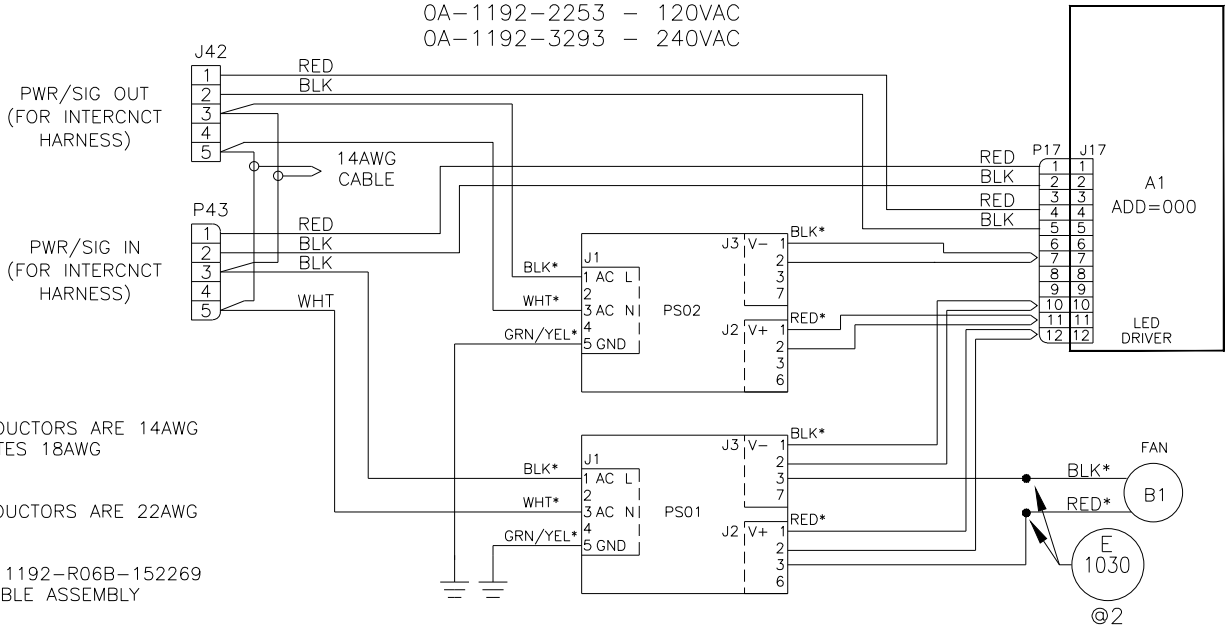 0A-1192-2253 - 120VAC
0A-1192-3293 - 240VAC
J42
1
2
3
4
5
RED
BLK
PWR/SIG OUT
(FOR INTERCNCT
HARNESS)
14AWG
CABLE
P43
1
2
3
4
5
RED
BLK
BLK
WHT
PWR/SIG IN
(FOR INTERCNCT
HARNESS)
RED
BLK
RED
BLK
P17 J17
1 1
2 2
3 3
4 4
5 5
6 6
7 7
8 8
9 9
10 10
11 11
12 12
A1
ADD=000
LED
DRIVER
BLK*
WHT*
GRN/YEL*
J1
1 AC L
2
3 AC N
4
5 GND
PS02
J3 V- 1
2
3
7
J2 V+ 1
2
3
6
BLK*
RED*
BLK*
WHT*
GRN/YEL*
J1
1 AC L
2
3 AC N
4
5 GND
PS01
J3 V- 1
2
3
7
J2 V+ 1
2
3
6
BLK*
RED*
FAN
BLK*
RED*
B1
E
1030
@2
DUCTORS ARE 14AWG
TES 18AWG
DUCTORS ARE 22AWG
1192-R06B-152269
BLE ASSEMBLY